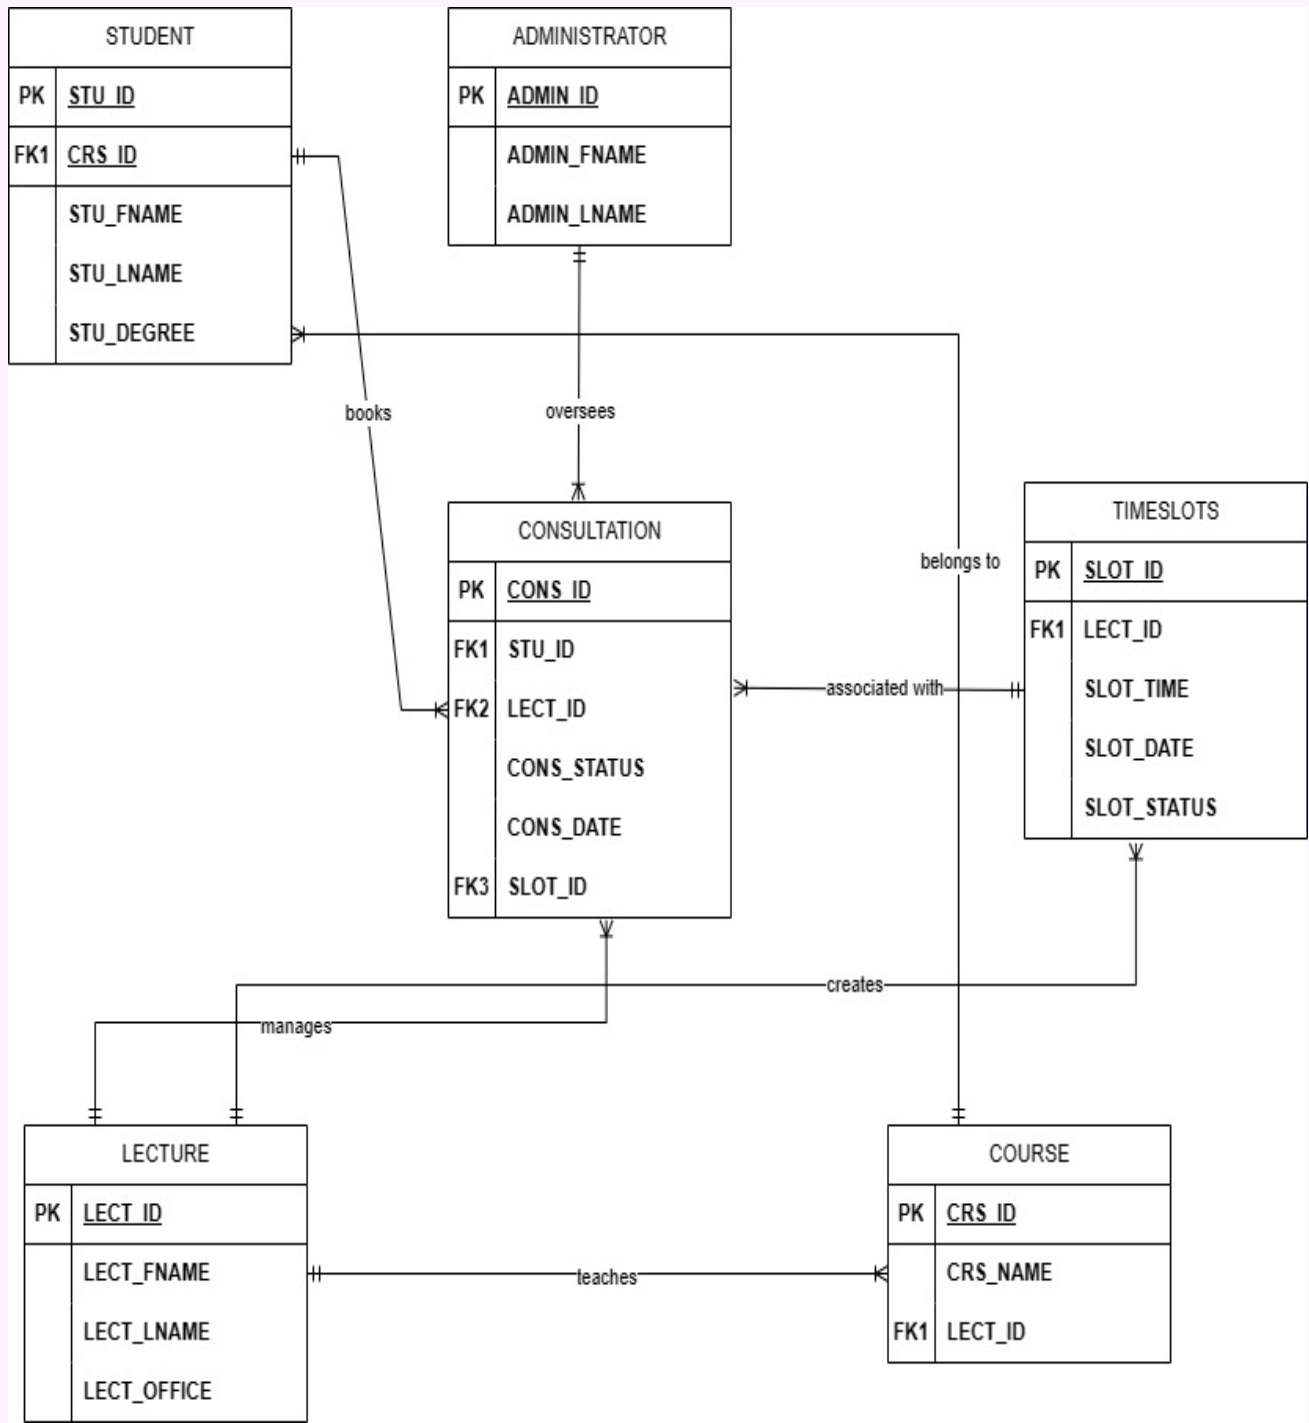 STUDENT
PK STU_ID
FK1 CRS_ID
STU_FNAME
STU_LNAME
STU_DEGREE
ADMINISTRATOR
PK ADMIN_ID
ADMIN_FNAME
ADMIN_LNAME
books
oversees
belongs to
CONSULTATION
PK CONS_ID
FK1 STU_ID
FK2 LECT_ID
CONS_STATUS
CONS_DATE
FK3 SLOT_ID
associated with
TIMESLOTS
PK SLOT_ID
FK1 LECT_ID
SLOT_TIME
SLOT_DATE
SLOT_STATUS
creates
manages
LECTURE
PK LECT_ID
LECT_FNAME
LECT_LNAME
LECT_OFFICE
teaches
COURSE
PK CRS_ID
CRS_NAME
FK1 LECT_ID